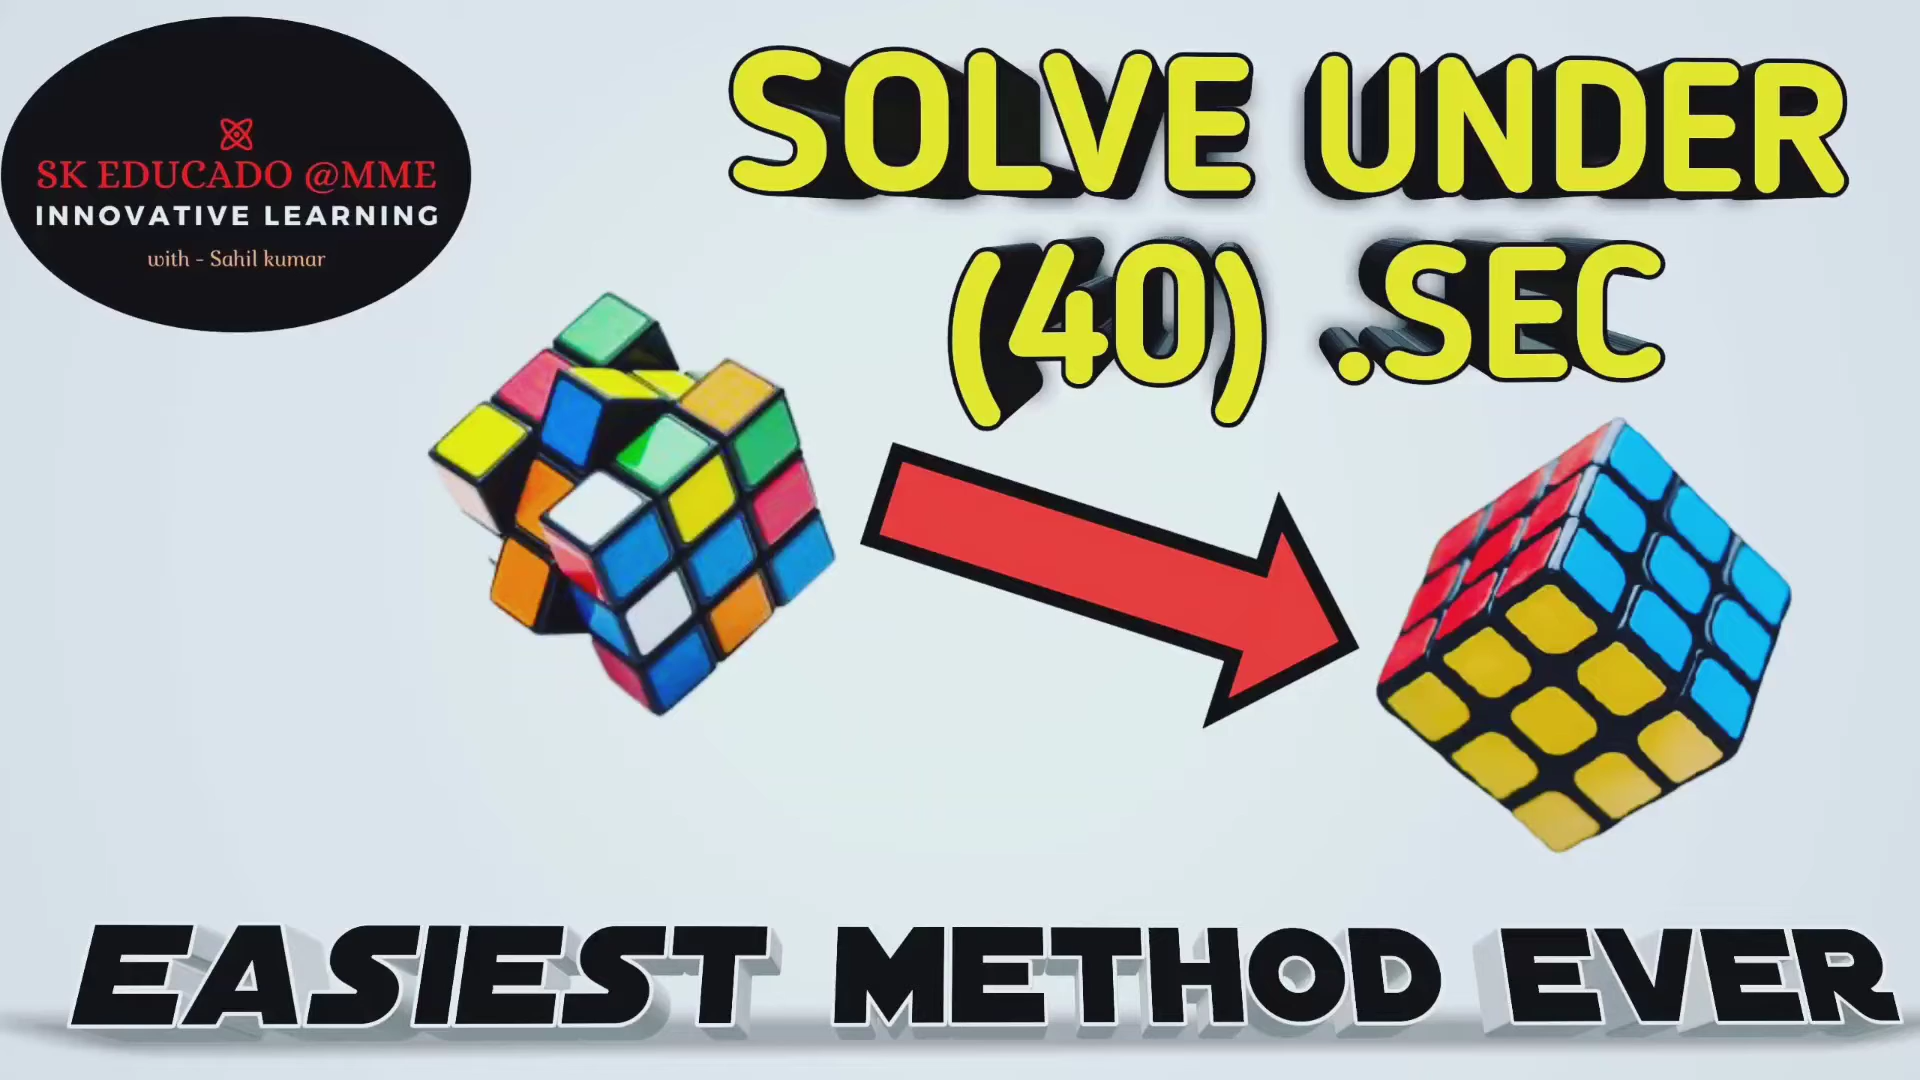 SK EDUCADO @MME
INNOVATIVE LEARNING
with - Sahil kumar
SOLVE UNDER
(40) .SEC
EASIEST METHOD EVER